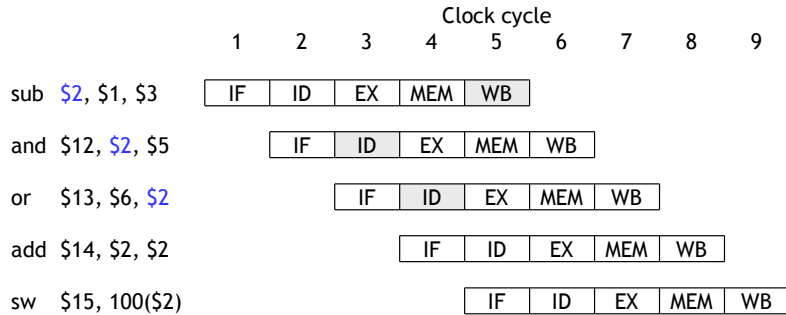 Clock cycle
1 2 3 4 5 6 7 8 9
sub $2, $1, $3 IF ID EX MEM WB
and $12, $2, $5 IF ID EX MEM WB
or $13, $6, $2 IF ID EX MEM WB
add $14, $2, $2 IF ID EX MEM WB
sw $15, 100($2) IF ID EX MEM WB